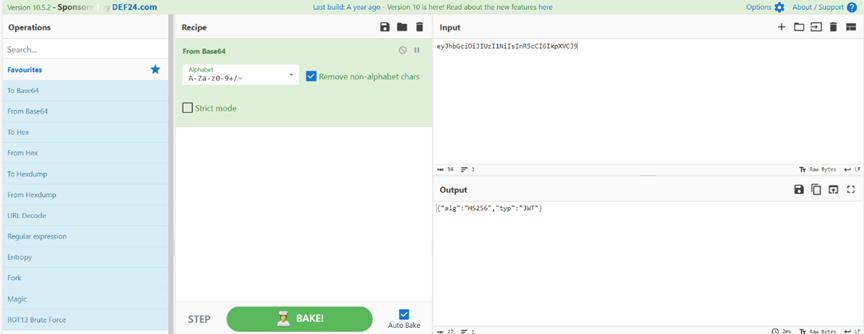 Version 10.5.2 - Sponsor by DEF24.com
Last build: A year ago - Version 10 is here! Read about the new features here
Options
About / Support
Operations
Search...
Favourites
To Base64
From Base64
To Hex
From Hex
To Hexdump
From Hexdump
URL Decode
Regular expression
Entropy
Fork
Magic
ROT13 Brute Force
Recipe
From Base64
Alphabet
A-Za-z0-9+/=
Remove non-alphabet chars
Strict mode
STEP
BAKE!
Auto Bake
Input
eyJhbGciOiJIUzI1NiIsInR5cCI6IkpXVCJ9
36 1
Raw Bytes LF
Output
{"alg":"HS256","typ":"JWT"}
27 1
2ms Raw Bytes LF